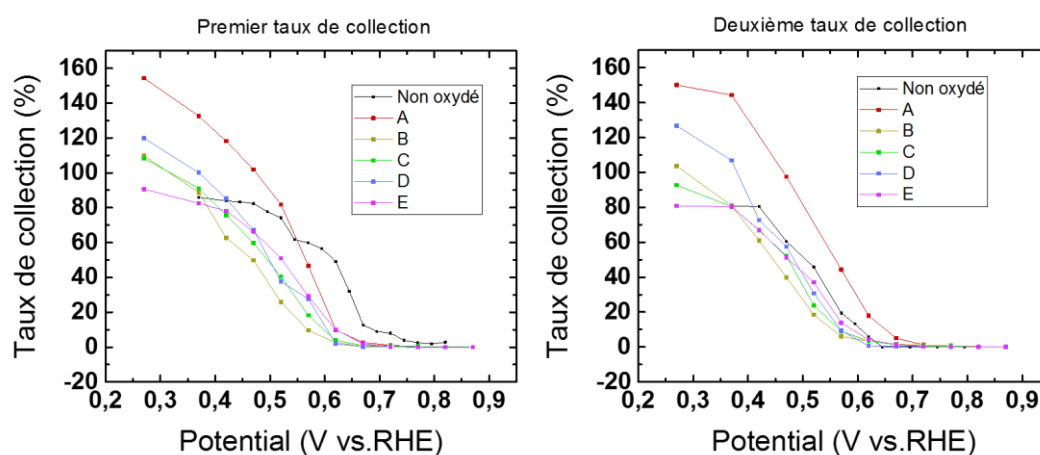 Premier taux de collection
Taux de collection (%)
160
140
120
100
80
60
40
20
0
-20
Non oxydé
A
B
C
D
E
0,2 0,3 0,4 0,5 0,6 0,7 0,8 0,9
Potential (V vs.RHE)
Deuxième taux de collection
Taux de collection (%)
160
140
120
100
80
60
40
20
0
-20
Non oxydé
A
B
C
D
E
0,2 0,3 0,4 0,5 0,6 0,7 0,8 0,9
Potential (V vs.RHE)